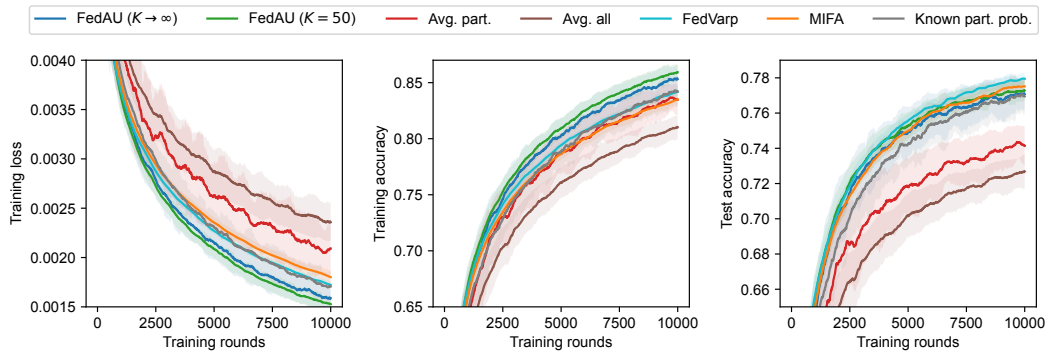 FedAU (K → ∞) FedAU (K = 50) Avg. part. Avg. all FedVarp MIFA Known part. prob.
0.0040
0.0035
0.0030
0.0025
0.0020
0.0015
Training loss
0 2500 5000 7500 10000
Training rounds
0.85
0.80
0.75
0.70
0.65
Training accuracy
0 2500 5000 7500 10000
Training rounds
0.78
0.76
0.74
0.72
0.70
0.68
0.66
Test accuracy
0 2500 5000 7500 10000
Training rounds